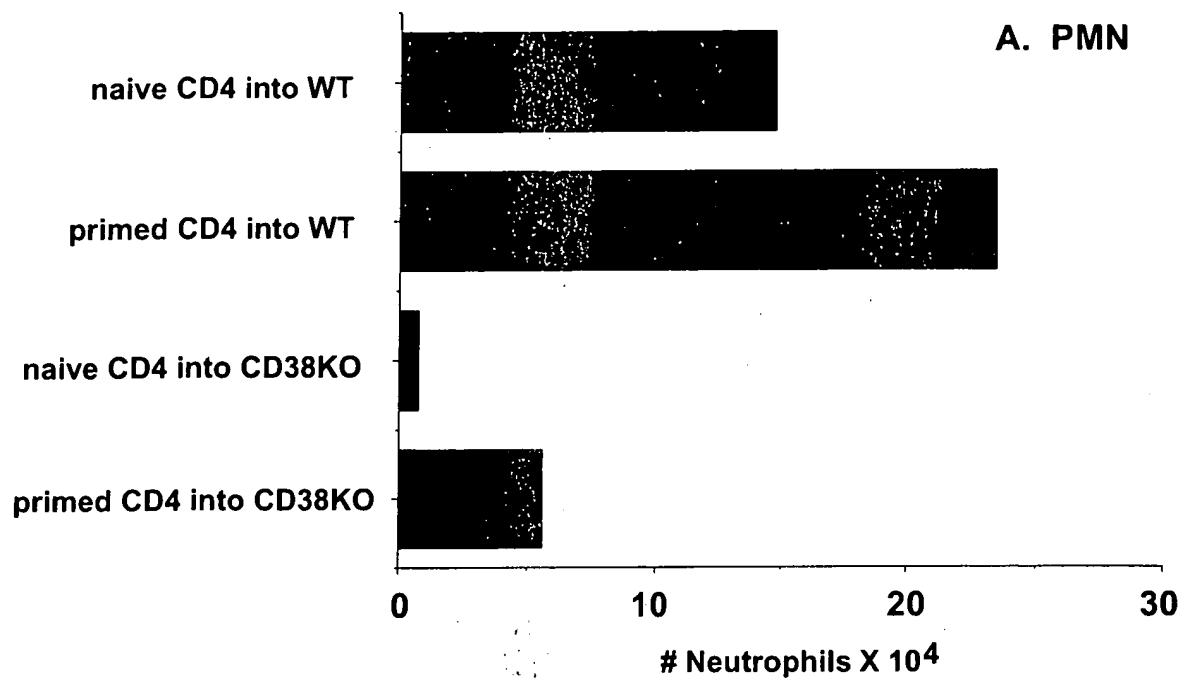 A. PMN
naive CD4 into WT
primed CD4 into WT
naive CD4 into CD38KO
primed CD4 into CD38KO
0 10 20 30
# Neutrophils X 10⁴